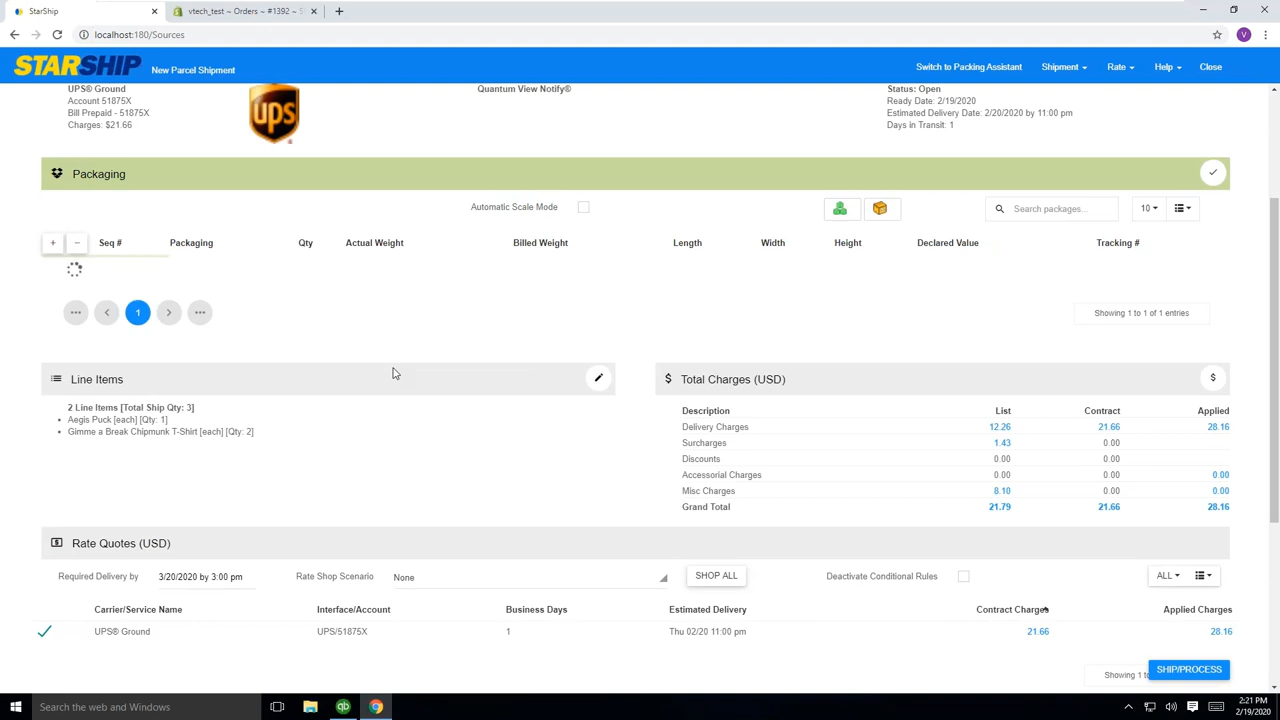 StarShip
vtech_test ~ Orders ~ #1392 ~
localhost:180/Sources
V
STARSHIP New Parcel Shipment Switch to Packing Assistant Shipment Rate Help Close
UPS® Ground Quantum View Notify® Status: Open
Account 51875X ups Ready Date: 2/19/2020
Bill Prepaid - 51875X Estimated Delivery Date: 2/20/2020 by 11:00 pm
Charges: $21.66 Days in Transit: 1
Packaging
Automatic Scale Mode Search packages... 10
+ − Seq # Packaging Qty Actual Weight Billed Weight Length Width Height Declared Value Tracking #
... < 1 > ... Showing 1 to 1 of 1 entries
Line Items Total Charges (USD) $
2 Line Items [Total Ship Qty: 3] Description List Contract Applied
• Aegis Puck [each] [Qty: 1] Delivery Charges 12.26 21.66 28.16
• Gimme a Break Chipmunk T-Shirt [each] [Qty: 2] Surcharges 1.43 0.00
Discounts 0.00 0.00
Accessorial Charges 0.00 0.00 0.00
Misc Charges 8.10 0.00 0.00
Grand Total 21.79 21.66 28.16
Rate Quotes (USD)
Required Delivery by 3/20/2020 by 3:00 pm Rate Shop Scenario None SHOP ALL Deactivate Conditional Rules ALL
Carrier/Service Name Interface/Account Business Days Estimated Delivery Contract Charges Applied Charges
UPS® Ground UPS/51875X 1 Thu 02/20 11:00 pm 21.66 28.16
Showing 1 SHIP/PROCESS
Search the web and Windows 2:21 PM
2/19/2020